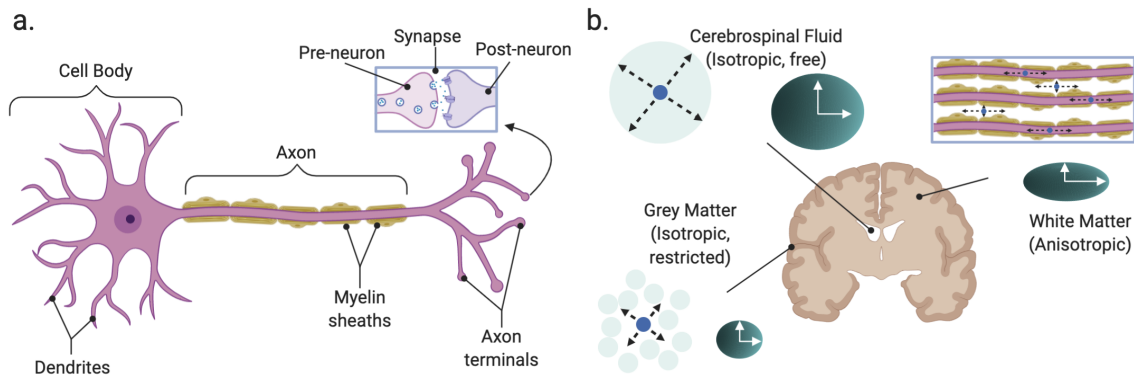 a.
Cell Body
Pre-neuron
Synapse
Post-neuron
Axon
Myelin
sheaths
Axon
terminals
Dendrites
b.
Cerebrospinal Fluid
(Isotropic, free)
Grey Matter
(Isotropic,
restricted)
White Matter
(Anisotropic)